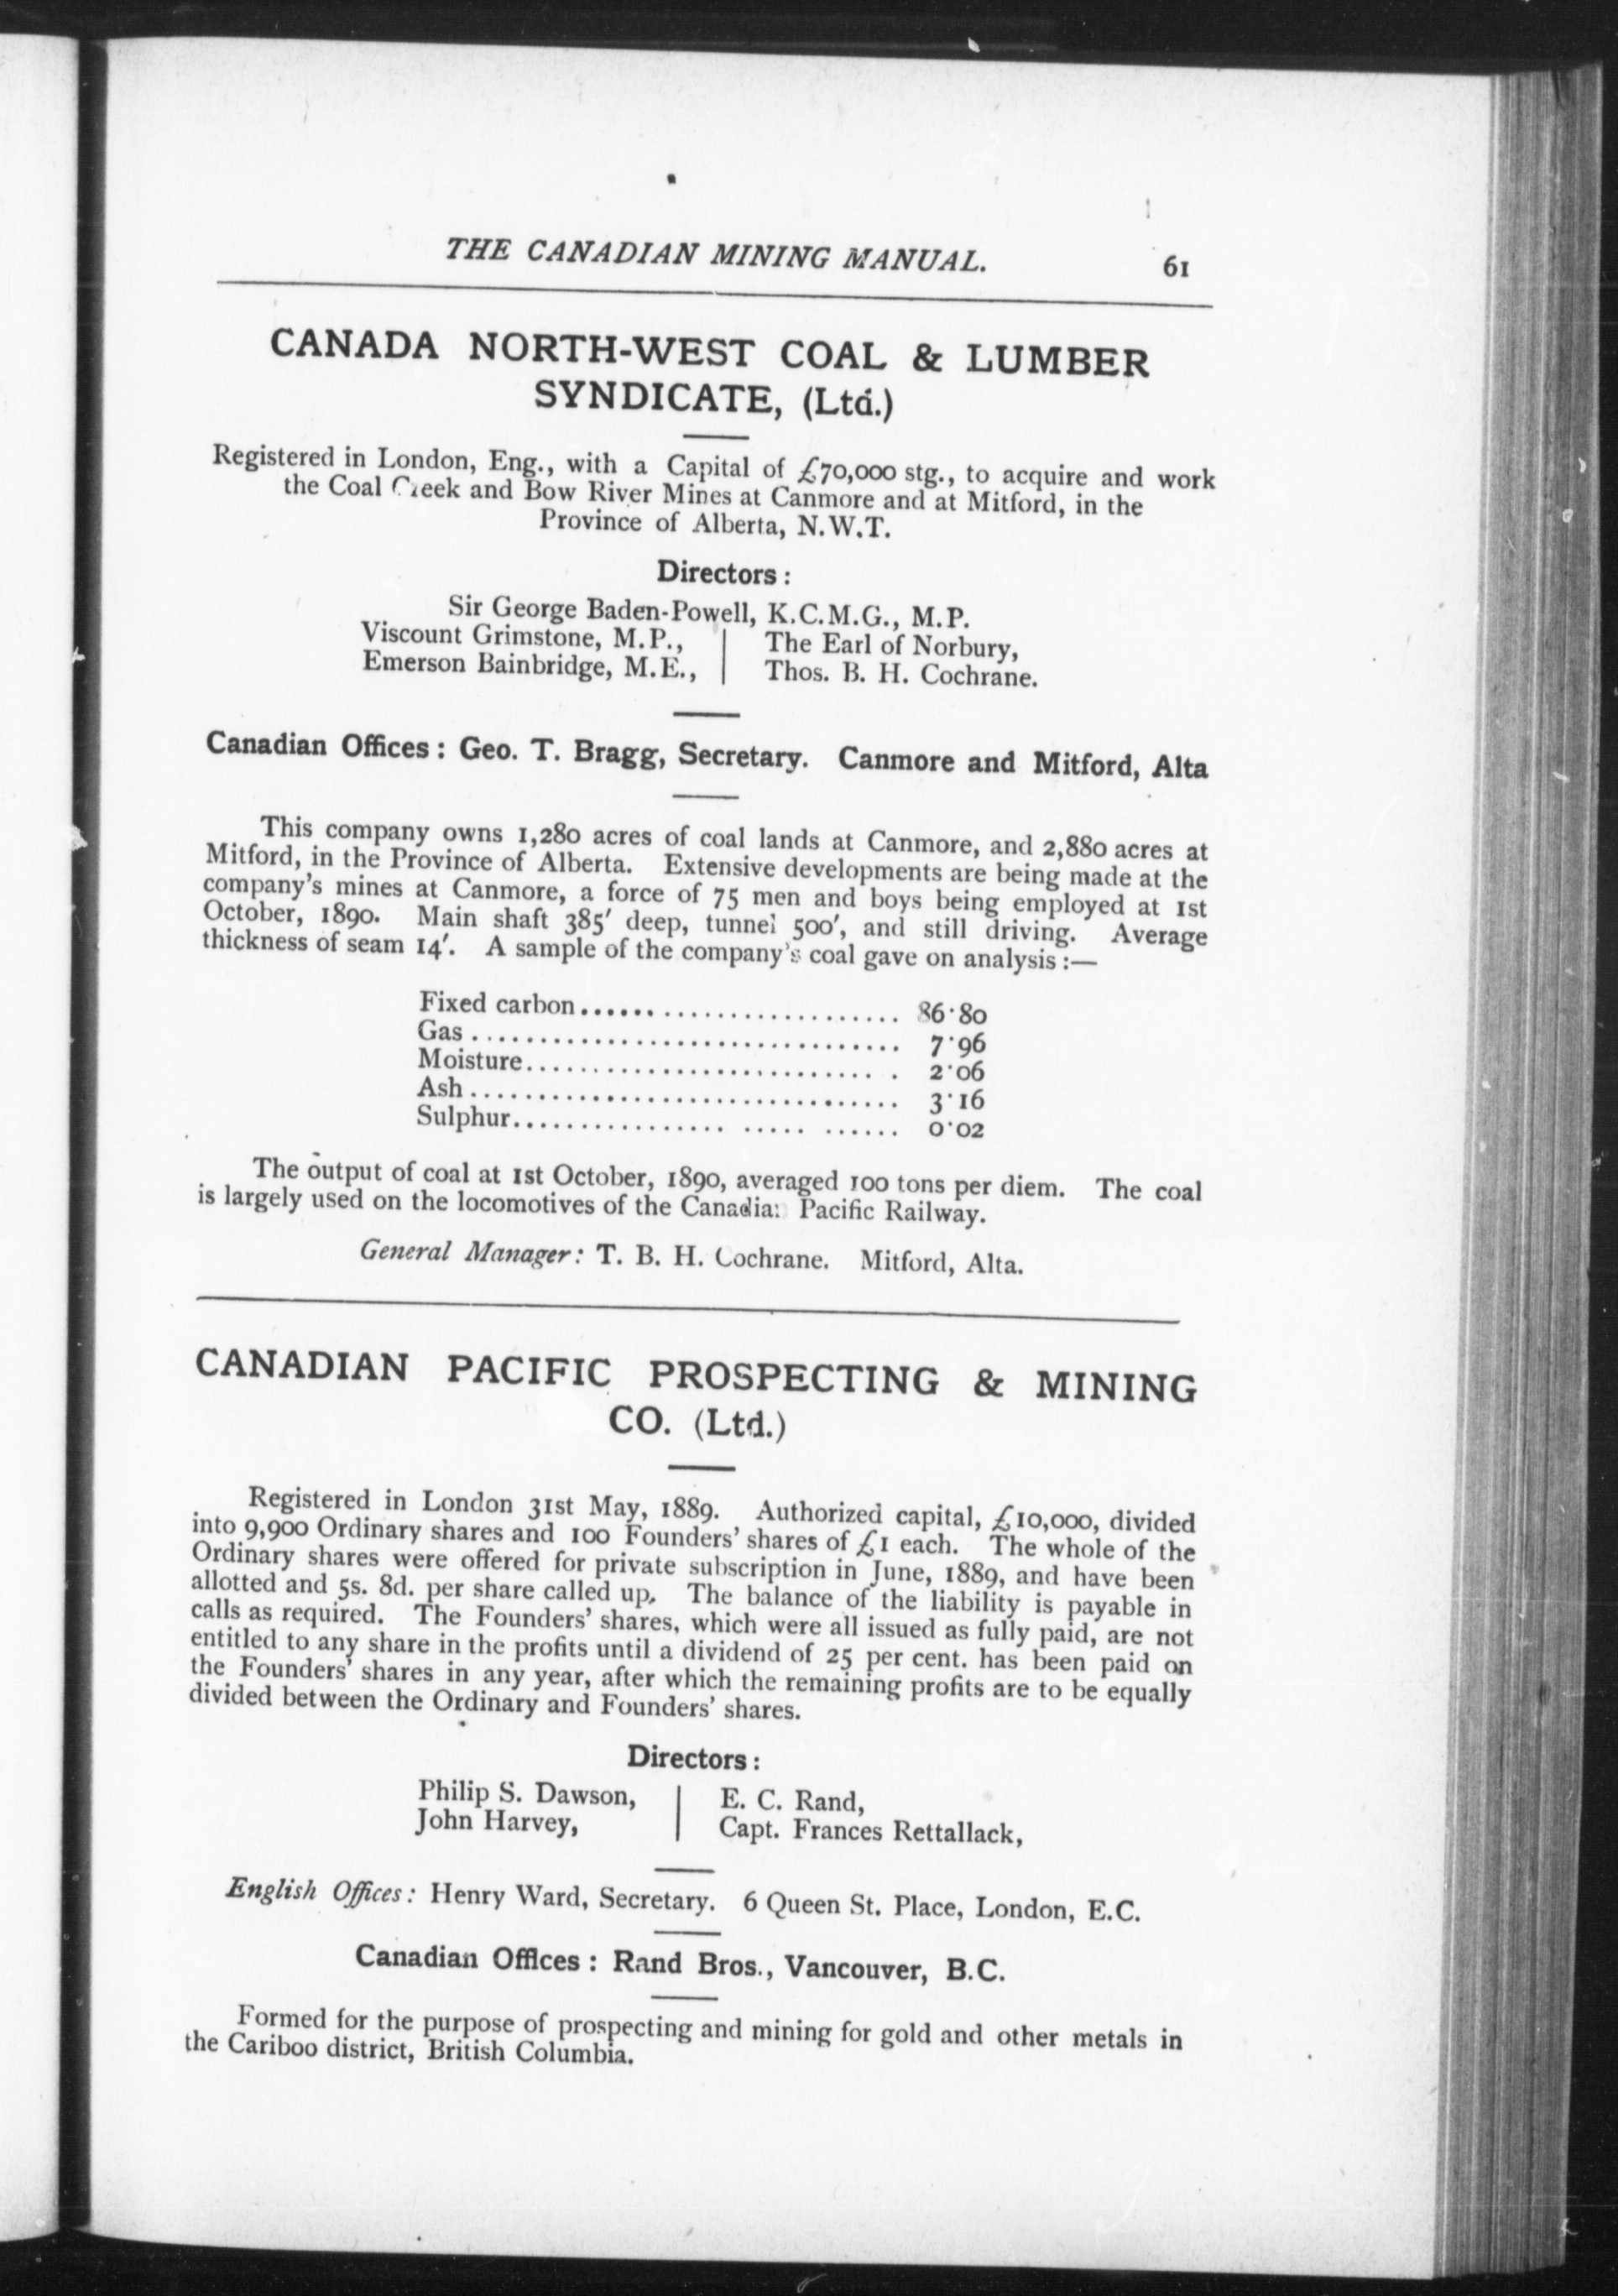 THE CANADIAN MINING MANUAL. 61
CANADA NORTH-WEST COAL & LUMBER
SYNDICATE, (Ltd.)
Registered in London, Eng., with a Capital of £70,000 stg., to acquire and work
the Coal Creek and Bow River Mines at Canmore and at Mitford, in the
Province of Alberta, N.W.T.
Directors:
Sir George Baden-Powell, K.C.M.G., M.P.
Viscount Grimstone, M.P., | The Earl of Norbury,
Emerson Bainbridge, M.E., | Thos. B. H. Cochrane.
Canadian Offices: Geo. T. Bragg, Secretary. Canmore and Mitford, Alta
This company owns 1,280 acres of coal lands at Canmore, and 2,880 acres at
Mitford, in the Province of Alberta. Extensive developments are being made at the
company's mines at Canmore, a force of 75 men and boys being employed at 1st
October, 1890. Main shaft 385' deep, tunnel 500', and still driving. Average
thickness of seam 14'. A sample of the company's coal gave on analysis:—
Fixed carbon................................ 86·80
Gas................................ 7·96
Moisture................................ 2·06
Ash................................ 3·16
Sulphur................................ 0·02
The output of coal at 1st October, 1890, averaged 100 tons per diem. The coal
is largely used on the locomotives of the Canadian Pacific Railway.
General Manager: T. B. H. Cochrane. Mitford, Alta.
CANADIAN PACIFIC PROSPECTING & MINING
CO. (Ltd.)
Registered in London 31st May, 1889. Authorized capital, £10,000, divided
into 9,900 Ordinary shares and 100 Founders' shares of £1 each. The whole of the
Ordinary shares were offered for private subscription in June, 1889, and have been
allotted and 5s. 8d. per share called up. The balance of the liability is payable in
calls as required. The Founders' shares, which were all issued as fully paid, are not
entitled to any share in the profits until a dividend of 25 per cent. has been paid on
the Founders' shares in any year, after which the remaining profits are to be equally
divided between the Ordinary and Founders' shares.
Directors:
Philip S. Dawson, | E. C. Rand,
John Harvey, | Capt. Frances Rettallack,
English Offices: Henry Ward, Secretary. 6 Queen St. Place, London, E.C.
Canadian Offices: Rand Bros., Vancouver, B.C.
Formed for the purpose of prospecting and mining for gold and other metals in
the Cariboo district, British Columbia.